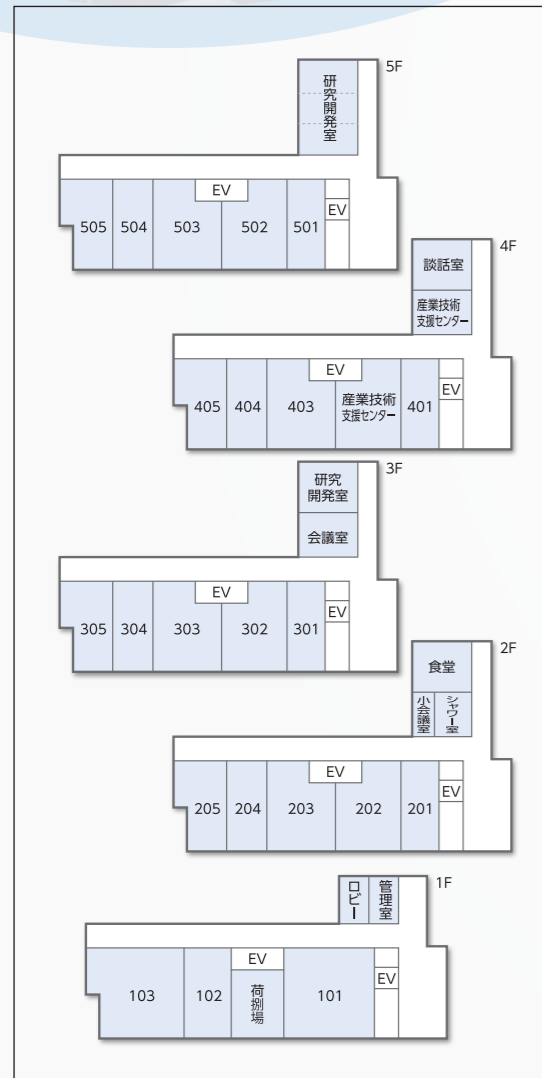 5F
研究開発室
EV
EV
505 504 503 502 501
4F
談話室
産業技術
支援センター
EV
EV
405 404 403 産業技術
支援センター 401
3F
研究
開発室
会議室
EV
EV
305 304 303 302 301
2F
食堂
小会議室 シャワー室
EV
EV
205 204 203 202 201
1F
ロビー 管理室
EV
EV
103 102 荷捌場 101